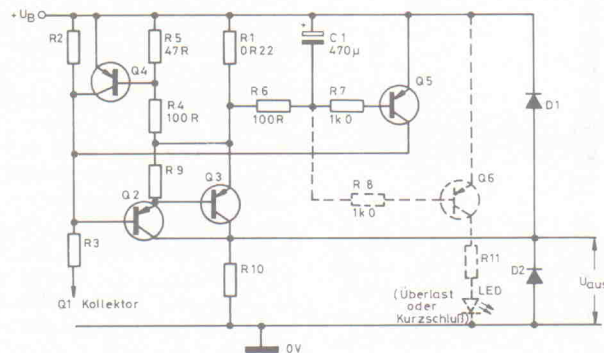 +U_B
R2
Q4
R5
47R
R1
0R22
C1
+
470µ
R4
100R
R6
100R
R7
1k0
Q5
D1
R9
Q2
Q3
R8
1k0
Q6
R3
R10
R11
LED
D2
U_aus
Q1 Kollektor
(Überlast
oder
Kurzschluß)
0V